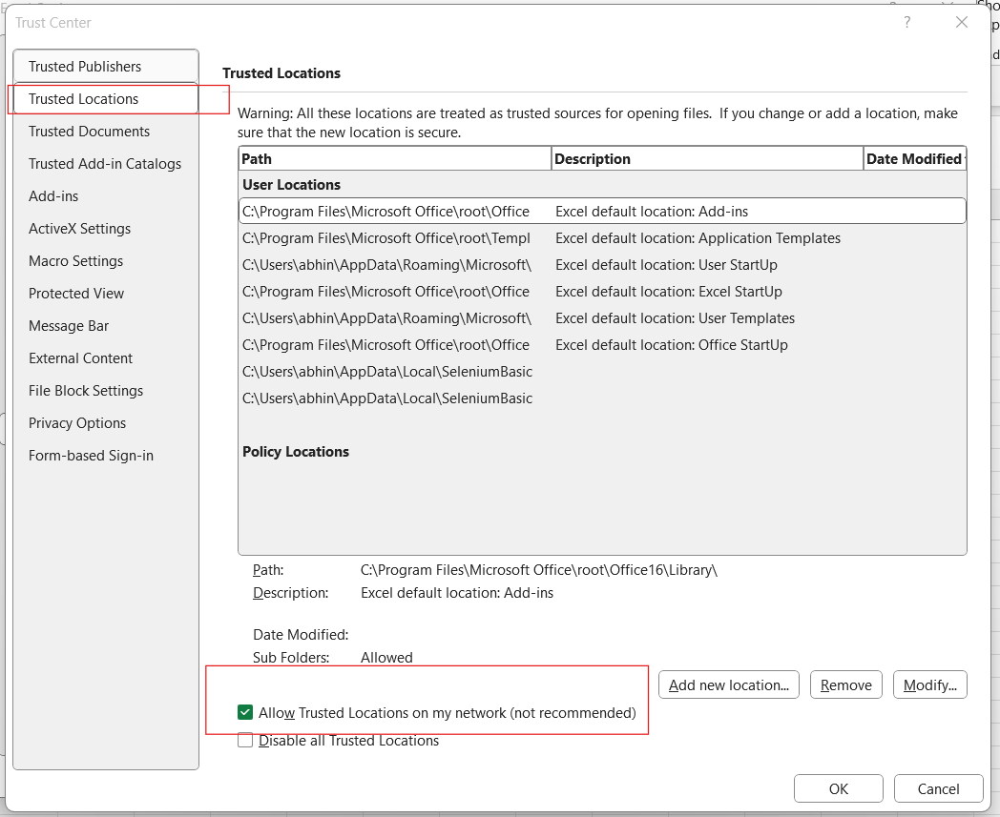 Trust Center
?
Trusted Publishers
Trusted Locations
Trusted Documents
Trusted Add-in Catalogs
Add-ins
ActiveX Settings
Macro Settings
Protected View
Message Bar
External Content
File Block Settings
Privacy Options
Form-based Sign-in
Trusted Locations
Warning: All these locations are treated as trusted sources for opening files.  If you change or add a location, make
sure that the new location is secure.
Path Description Date Modified
User Locations
C:\Program Files\Microsoft Office\root\Office Excel default location: Add-ins
C:\Program Files\Microsoft Office\root\Templ Excel default location: Application Templates
C:\Users\abhin\AppData\Roaming\Microsoft\ Excel default location: User StartUp
C:\Program Files\Microsoft Office\root\Office Excel default location: Excel StartUp
C:\Users\abhin\AppData\Roaming\Microsoft\ Excel default location: User Templates
C:\Program Files\Microsoft Office\root\Office Excel default location: Office StartUp
C:\Users\abhin\AppData\Local\SeleniumBasic
C:\Users\abhin\AppData\Local\SeleniumBasic
Policy Locations
Path: C:\Program Files\Microsoft Office\root\Office16\Library\
Description: Excel default location: Add-ins
Date Modified:
Sub Folders: Allowed
Add new location... Remove Modify...
Allow Trusted Locations on my network (not recommended)
Disable all Trusted Locations
OK Cancel